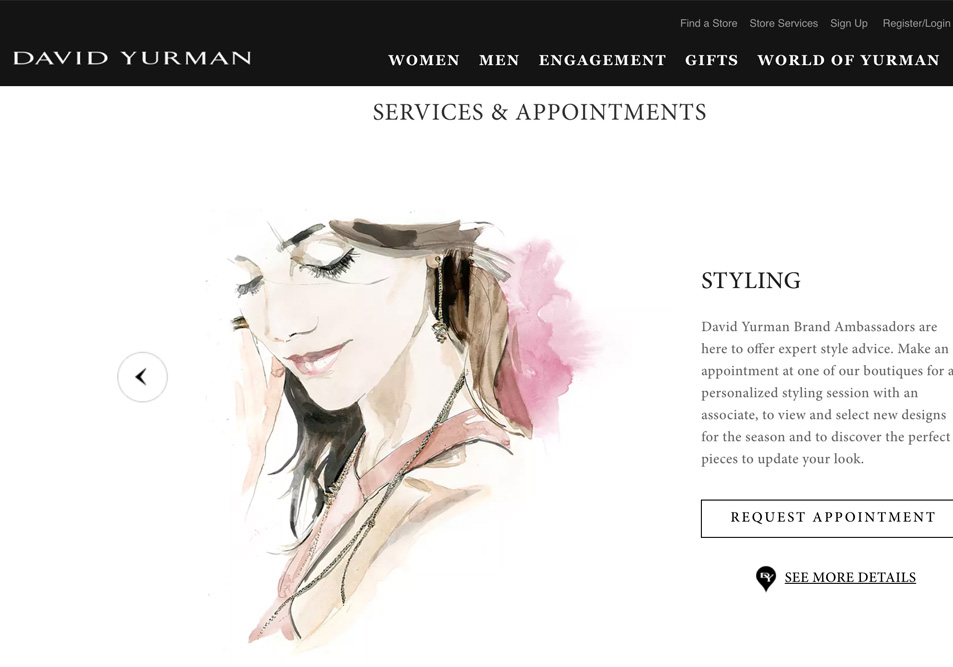 Find a Store Store Services Sign Up Register/Login
DAVID YURMAN
WOMEN MEN ENGAGEMENT GIFTS WORLD OF YURMAN
SERVICES & APPOINTMENTS
STYLING
David Yurman Brand Ambassadors are
here to offer expert style advice. Make an
appointment at one of our boutiques for a
personalized styling session with an
associate, to view and select new designs
for the season and to discover the perfect
pieces to update your look.
REQUEST APPOINTMENT
DY SEE MORE DETAILS